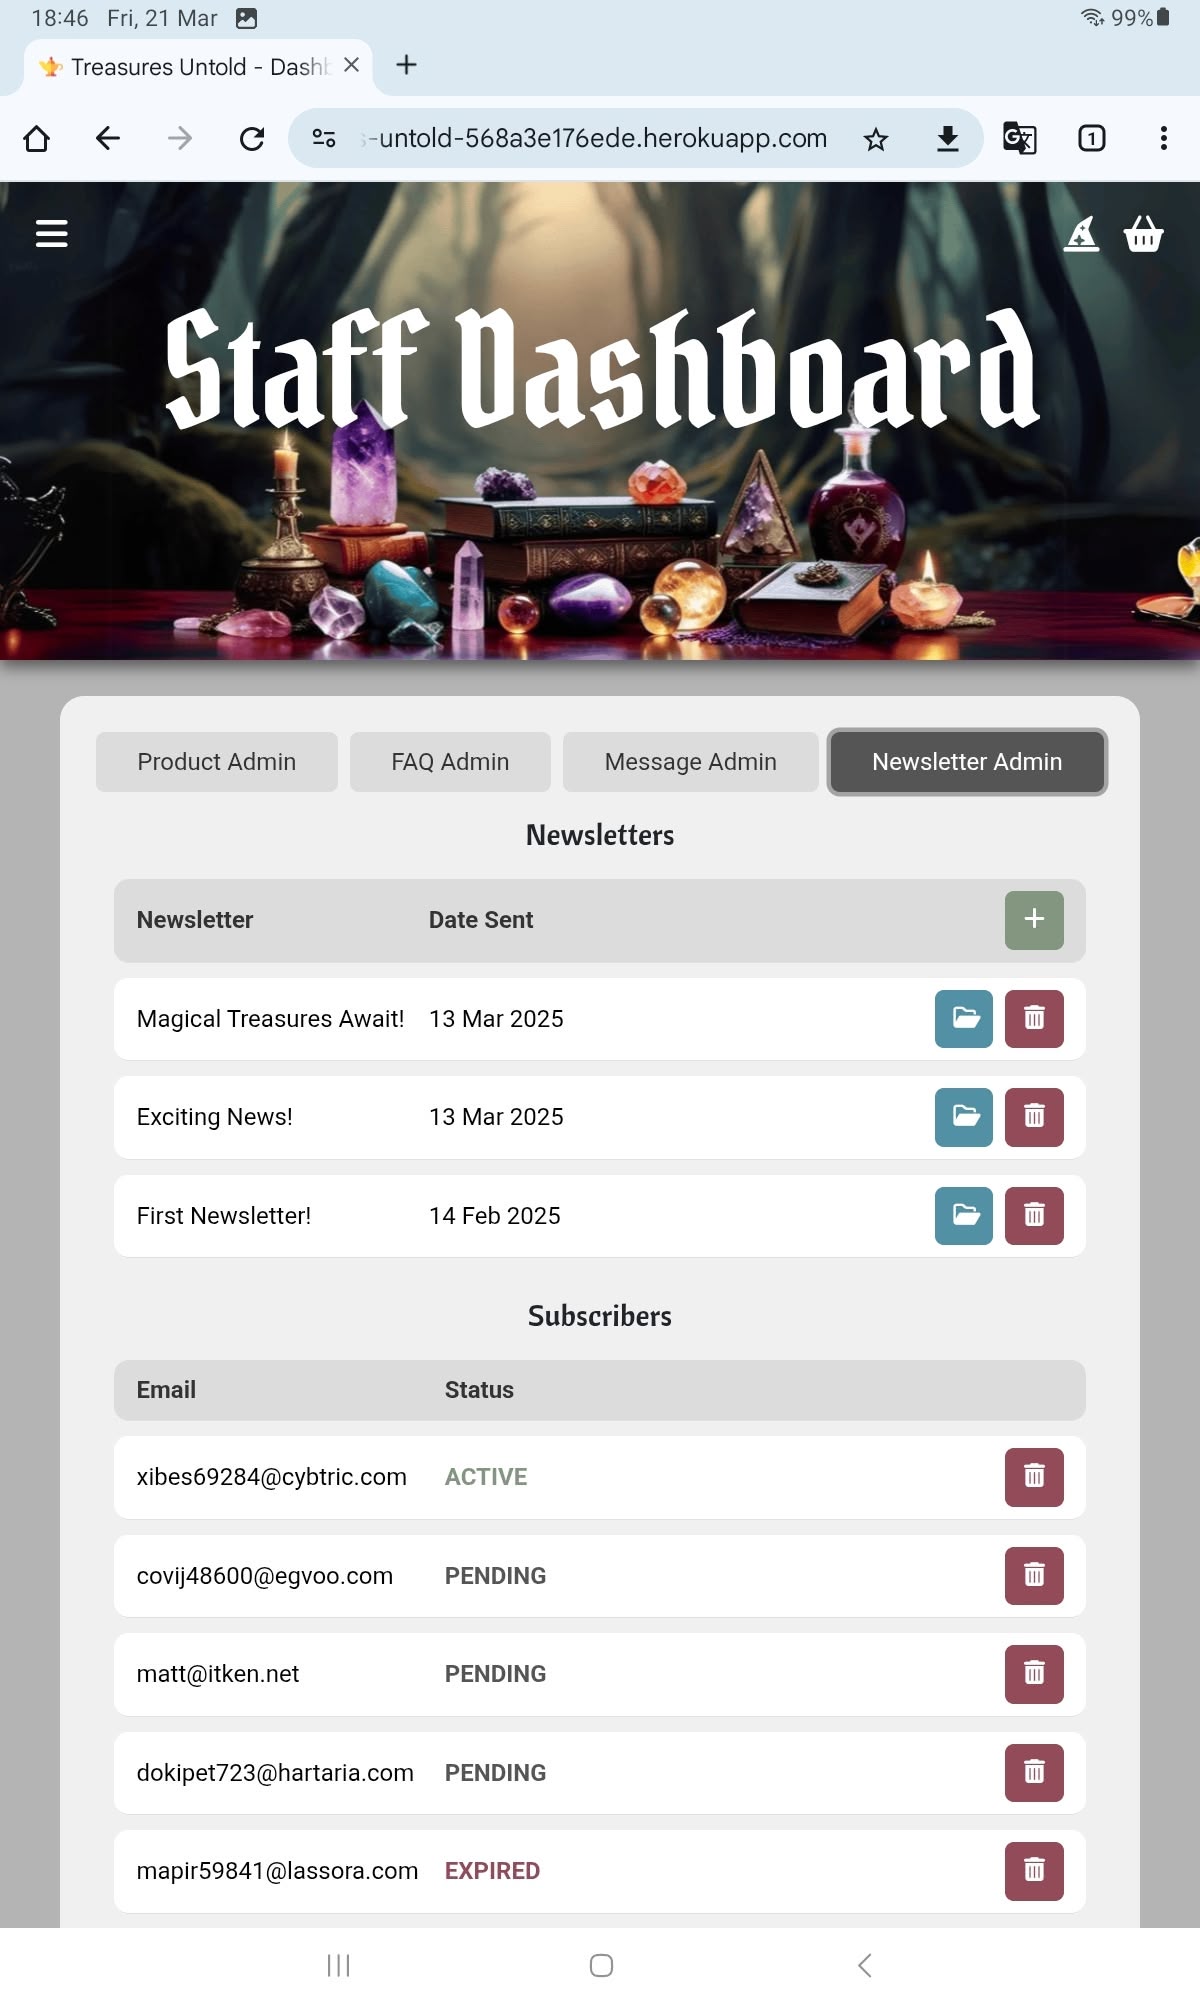 18:46 Fri, 21 Mar 99%
Treasures Untold - Dashb
-untold-568a3e176ede.herokuapp.com 1
Staff Dashboard
Product Admin FAQ Admin Message Admin Newsletter Admin
Newsletters
Newsletter Date Sent +
Magical Treasures Await! 13 Mar 2025
Exciting News! 13 Mar 2025
First Newsletter! 14 Feb 2025
Subscribers
Email Status
xibes69284@cybtric.com ACTIVE
covij48600@egvoo.com PENDING
matt@itken.net PENDING
dokipet723@hartaria.com PENDING
mapir59841@lassora.com EXPIRED